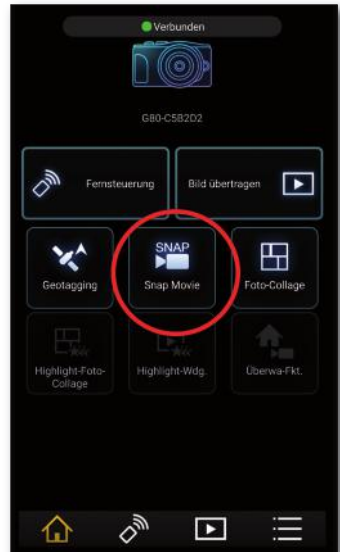 Verbunden
G80-C5B2D2
Fernsteuerung
Bild übertragen
SNAP
Geotagging
Snap Movie
Foto-Collage
Highlight-Foto-
Collage
Highlight-Wdg.
Überwa-Fkt.